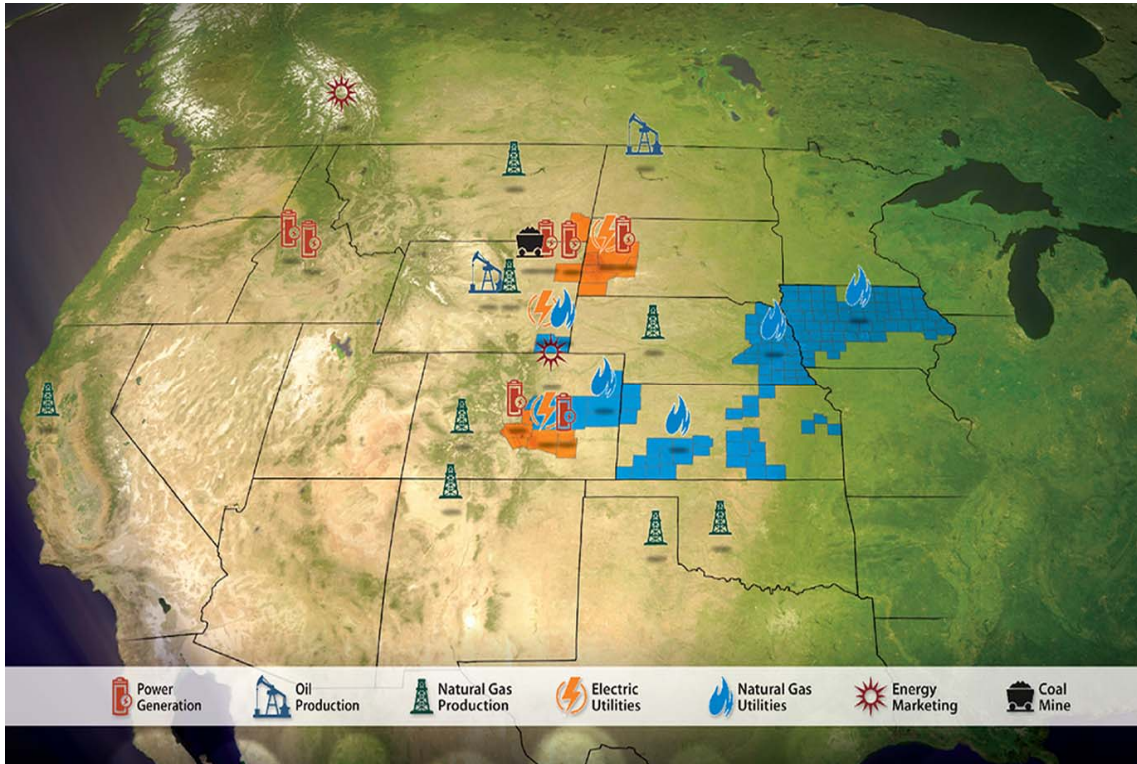 Power
Generation
Oil
Production
Natural Gas
Production
Electric
Utilities
Natural Gas
Utilities
Energy
Marketing
Coal
Mine